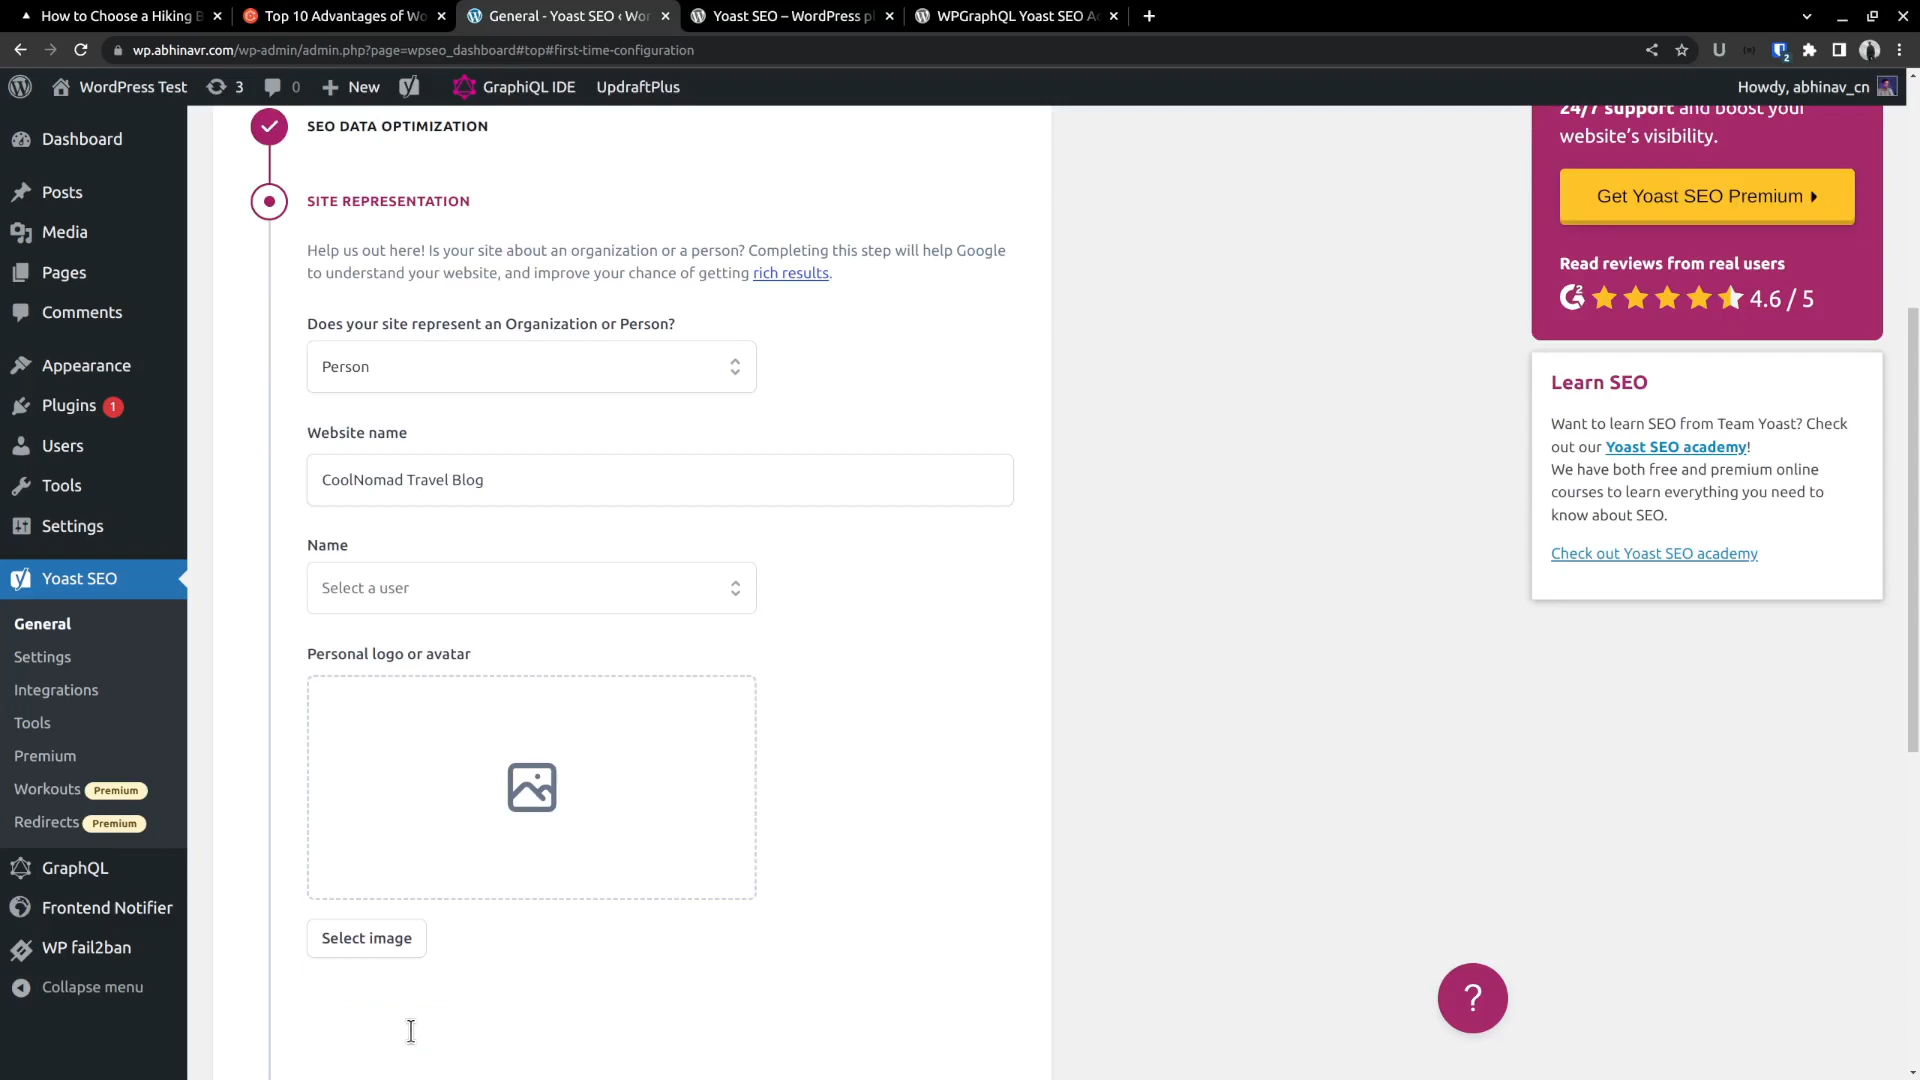 How to Choose a Hiking B
Top 10 Advantages of Wo
General - Yoast SEO ‹ Wor
Yoast SEO – WordPress pl
WPGraphQL Yoast SEO Ad
wp.abhinavr.com/wp-admin/admin.php?page=wpseo_dashboard#top#first-time-configuration
WordPress Test
3
0
New
GraphiQL IDE
UpdraftPlus
Howdy, abhinav_cn
Dashboard
Posts
Media
Pages
Comments
Appearance
Plugins 1
Users
Tools
Settings
Yoast SEO
General
Settings
Integrations
Tools
Premium
Workouts Premium
Redirects Premium
GraphQL
Frontend Notifier
WP fail2ban
Collapse menu
SEO DATA OPTIMIZATION
SITE REPRESENTATION
Help us out here! Is your site about an organization or a person? Completing this step will help Google
to understand your website, and improve your chance of getting rich results.
Does your site represent an Organization or Person?
Person
Website name
CoolNomad Travel Blog
Name
Select a user
Personal logo or avatar
Select image
24/7 support and boost your
website's visibility.
Get Yoast SEO Premium
Read reviews from real users
4.6 / 5
Learn SEO
Want to learn SEO from Team Yoast? Check
out our Yoast SEO academy!
We have both free and premium online
courses to learn everything you need to
know about SEO.
Check out Yoast SEO academy
?